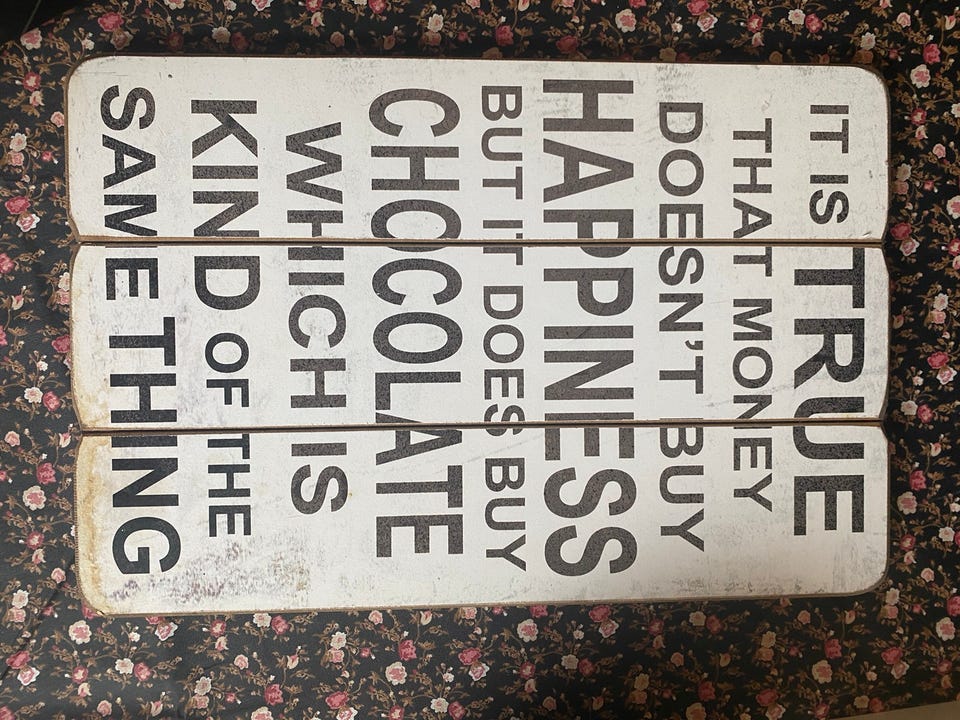 IT IS TRUE
THAT MONEY
DOESN'T BUY
HAPPINESS
BUT IT DOES BUY
CHOCOLATE
WHICH IS
KIND OF THE
SAME THING